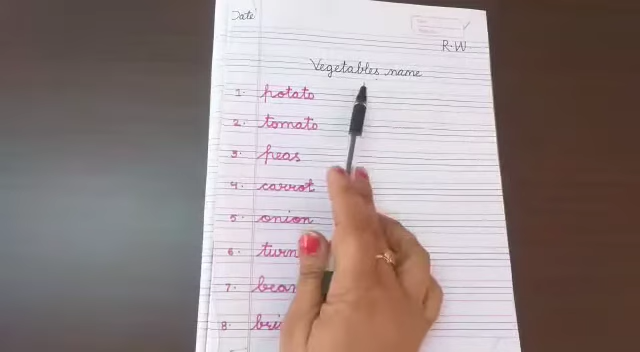 Date
R.W
Vegetables name
1. potato
2. tomato
3. peas
4. carrot
5. onion
6. turn
7. bean
8. bri